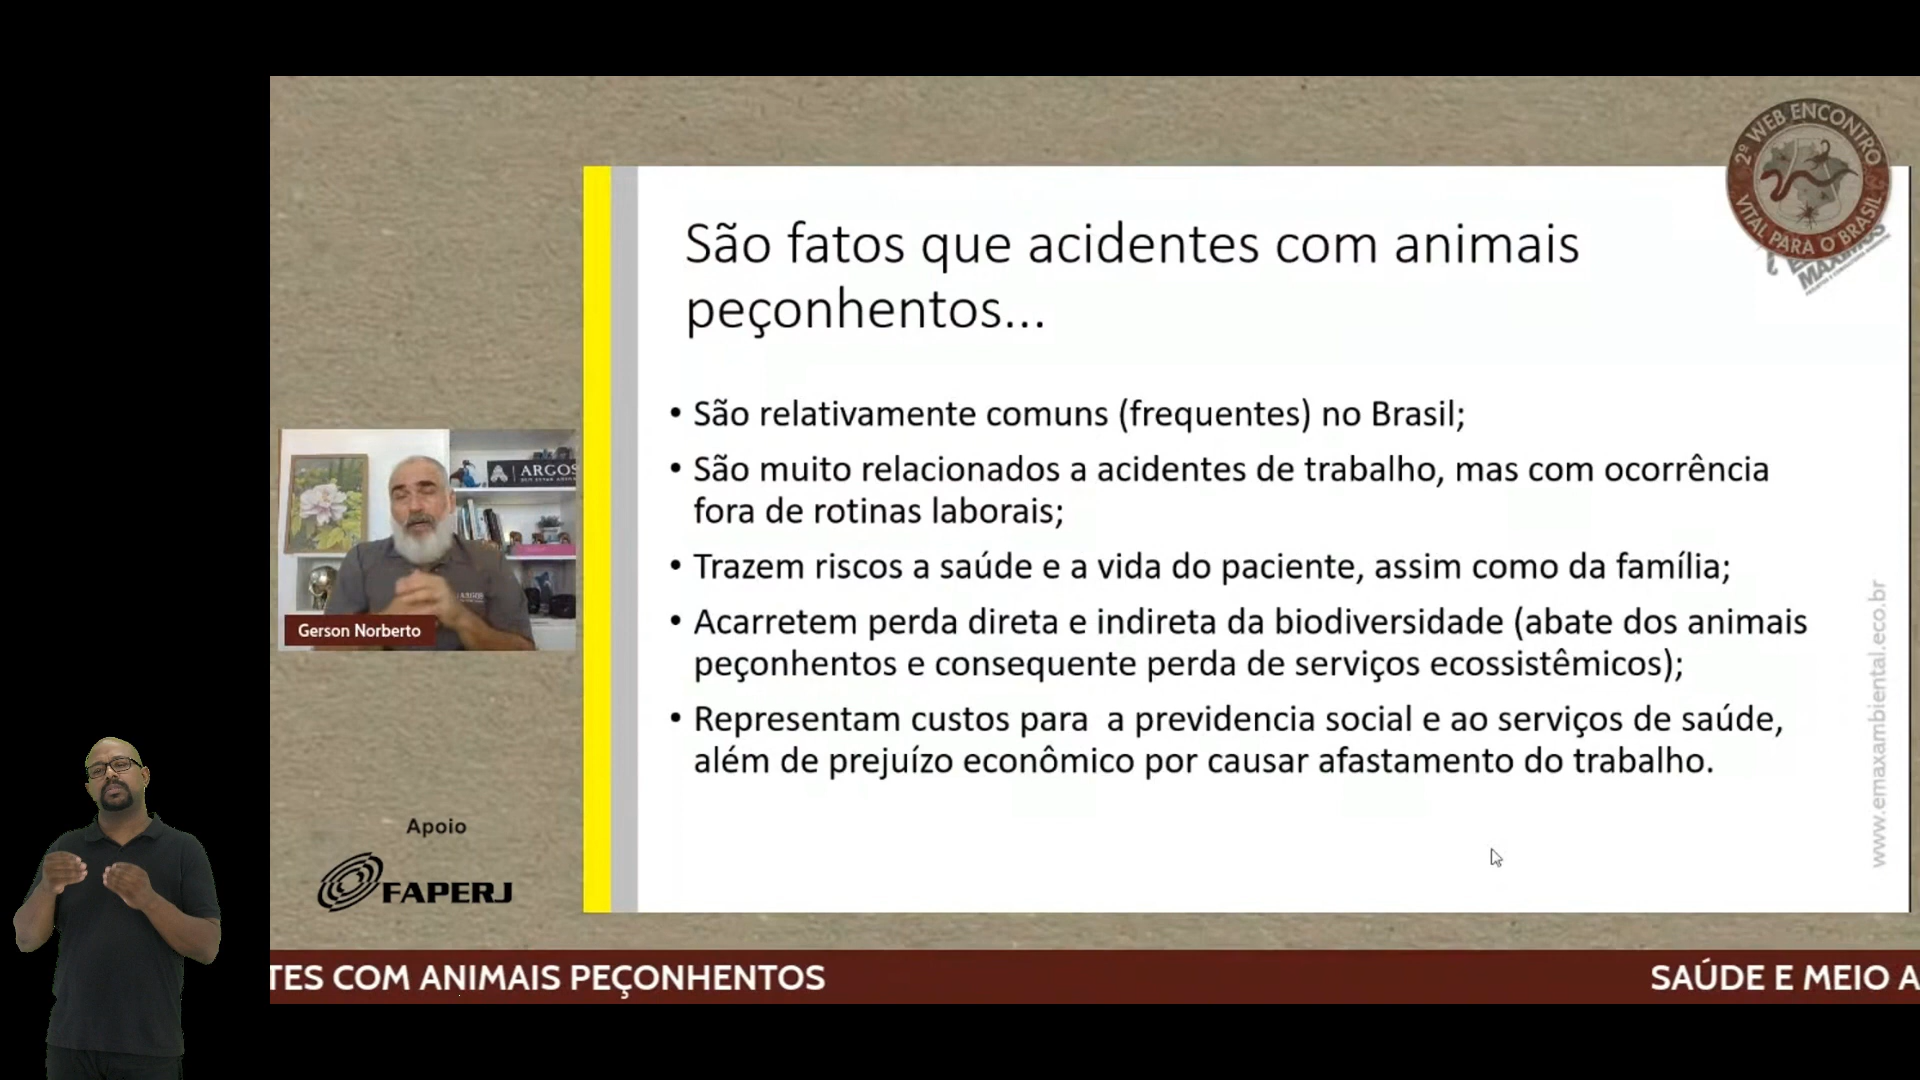 2º WEB ENCONTRO
VITAL PARA O BRASIL
São fatos que acidentes com animais
peçonhentos...
• São relativamente comuns (frequentes) no Brasil;
• São muito relacionados a acidentes de trabalho, mas com ocorrência
fora de rotinas laborais;
• Trazem riscos a saúde e a vida do paciente, assim como da família;
• Acarretem perda direta e indireta da biodiversidade (abate dos animais
peçonhentos e consequente perda de serviços ecossistêmicos);
• Representam custos para  a previdencia social e ao serviços de saúde,
além de prejuízo econômico por causar afastamento do trabalho.
www.emaxambiental.eco.br
ARGOS
ARGOS
Gerson Norberto
Apoio
FAPERJ
TES COM ANIMAIS PEÇONHENTOS
SAÚDE E MEIO A